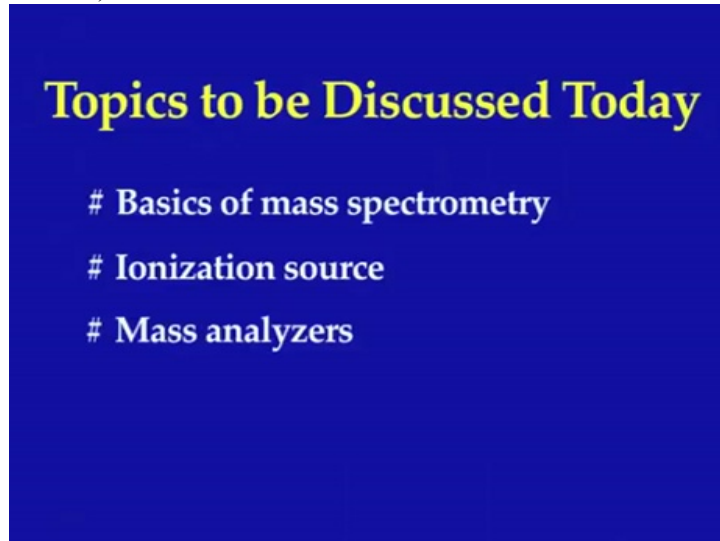 Topics to be Discussed Today
# Basics of mass spectrometry
# Ionization source
# Mass analyzers